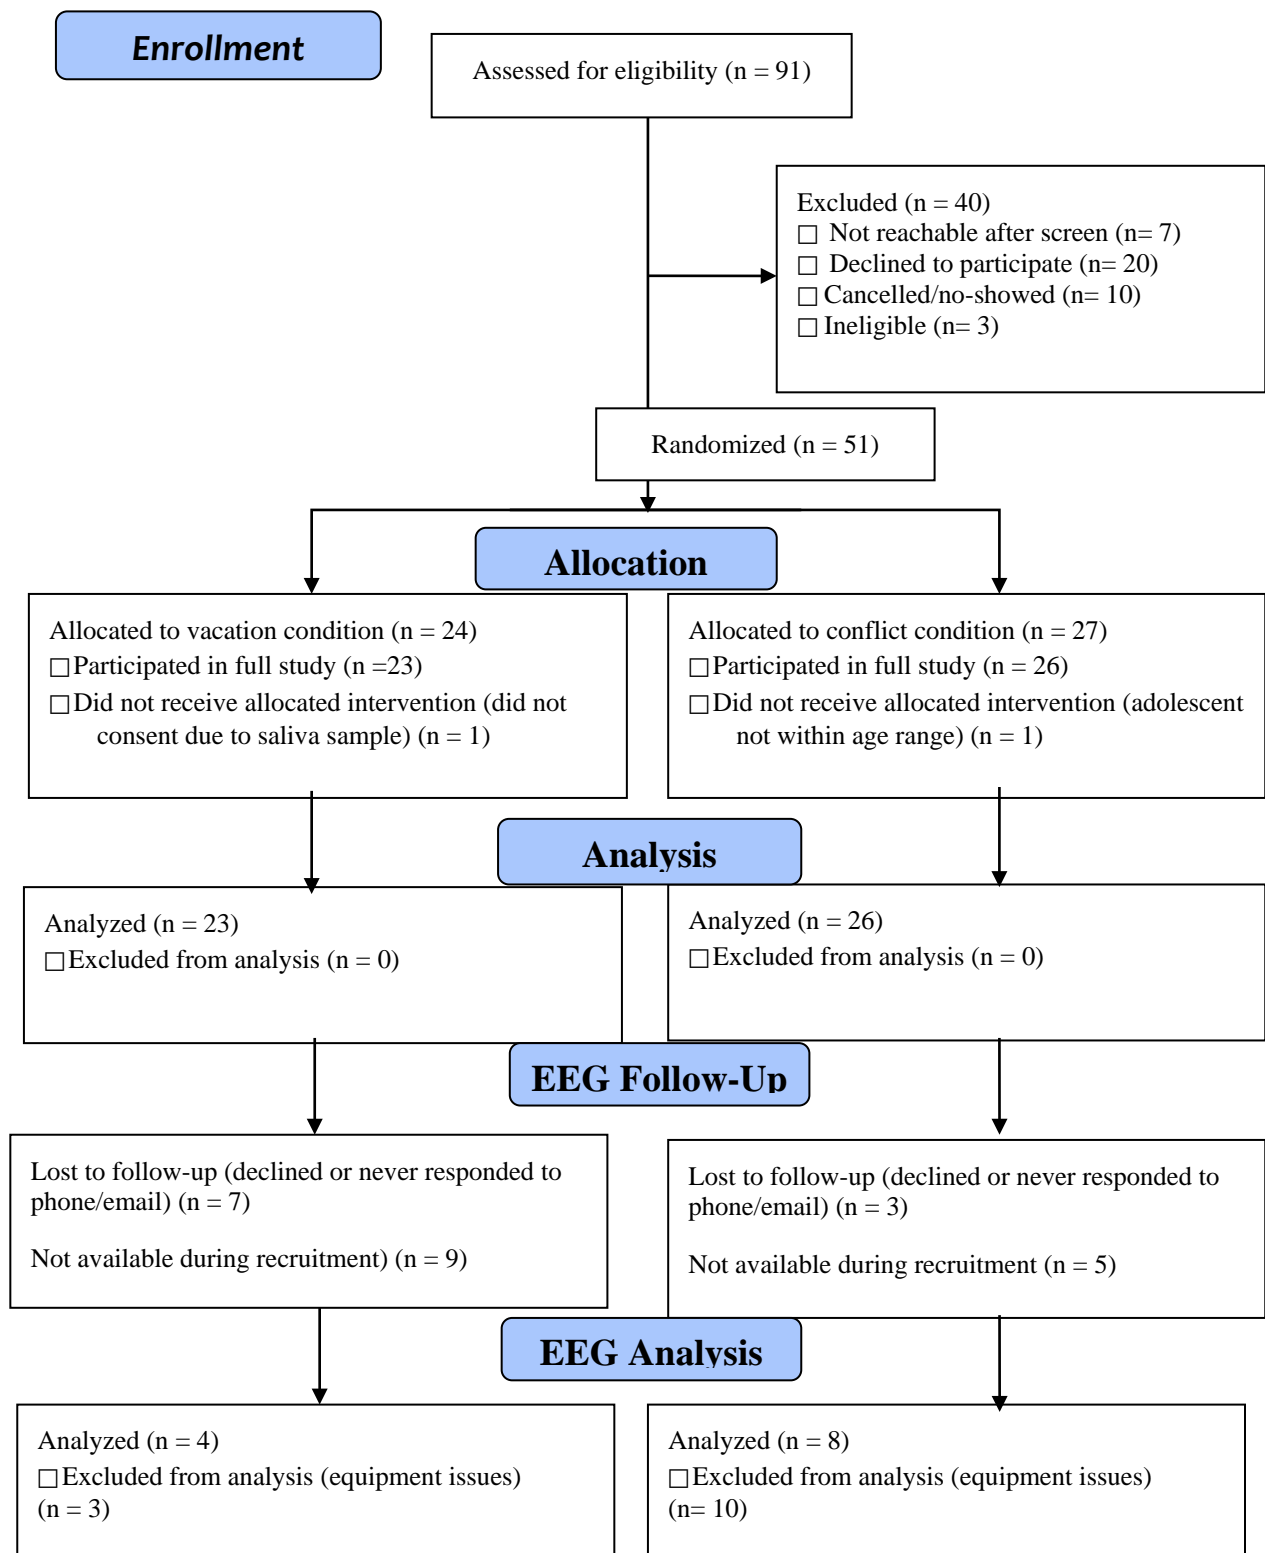 Enrollment
Assessed for eligibility (n = 91)
Excluded (n = 40)
□ Not reachable after screen (n= 7)
□ Declined to participate (n= 20)
□ Cancelled/no-showed (n= 10)
□ Ineligible (n= 3)
Randomized (n = 51)
Allocation
Allocated to vacation condition (n = 24)
□ Participated in full study (n =23)
□ Did not receive allocated intervention (did not
consent due to saliva sample) (n = 1)
Allocated to conflict condition (n = 27)
□ Participated in full study (n = 26)
□ Did not receive allocated intervention (adolescent
not within age range) (n = 1)
Analysis
Analyzed (n = 23)
□ Excluded from analysis (n = 0)
Analyzed (n = 26)
□ Excluded from analysis (n = 0)
EEG Follow-Up
Lost to follow-up (declined or never responded to
phone/email) (n = 7)
Not available during recruitment) (n = 9)
Lost to follow-up (declined or never responded to
phone/email) (n = 3)
Not available during recruitment (n = 5)
EEG Analysis
Analyzed (n = 4)
□ Excluded from analysis (equipment issues)
(n = 3)
Analyzed (n = 8)
□ Excluded from analysis (equipment issues)
(n= 10)